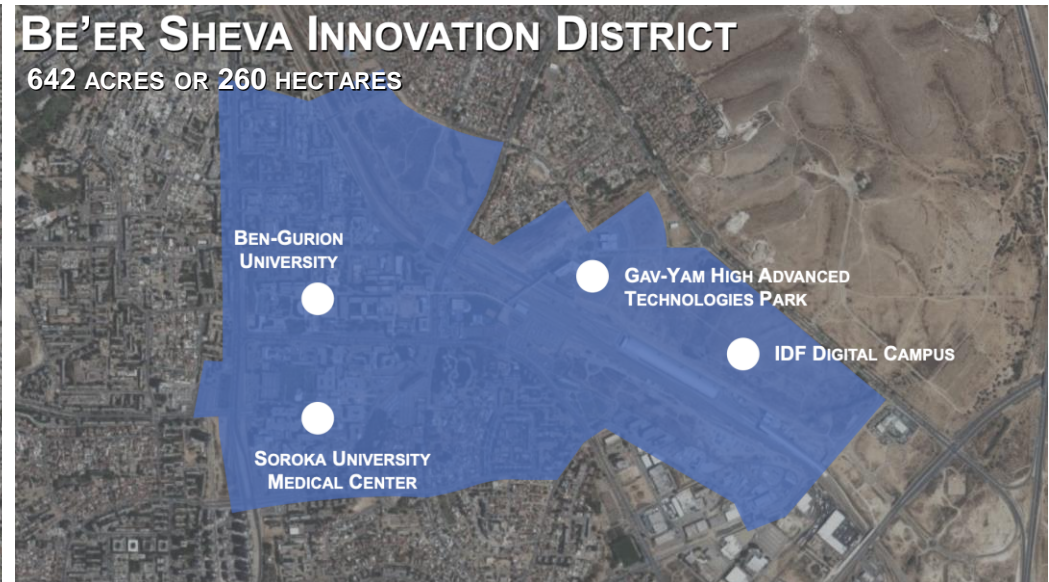 BE'ER SHEVA INNOVATION DISTRICT
642 ACRES OR 260 HECTARES
BEN-GURION
UNIVERSITY
GAV-YAM HIGH ADVANCED
TECHNOLOGIES PARK
IDF DIGITAL CAMPUS
SOROKA UNIVERSITY
MEDICAL CENTER